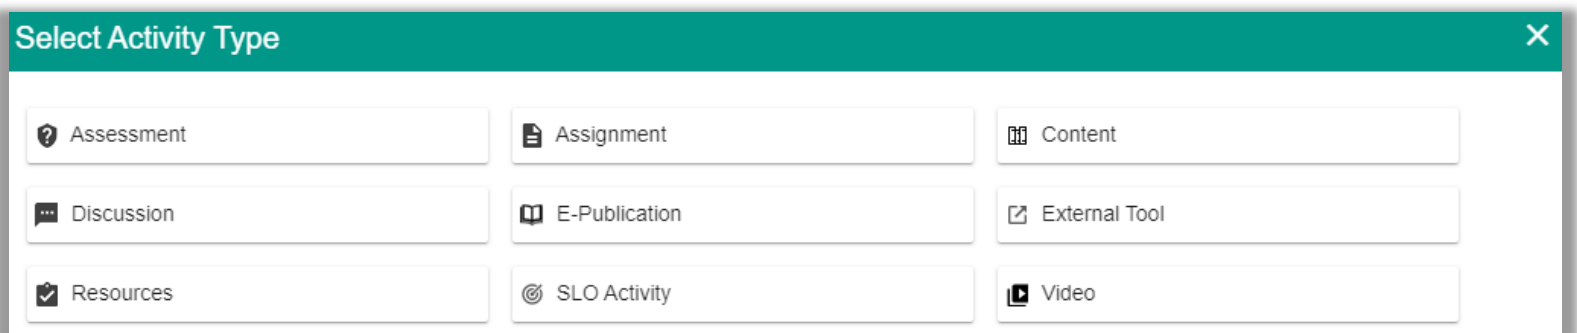 Select Activity Type
Assessment
Assignment
Content
Discussion
E-Publication
External Tool
Resources
SLO Activity
Video